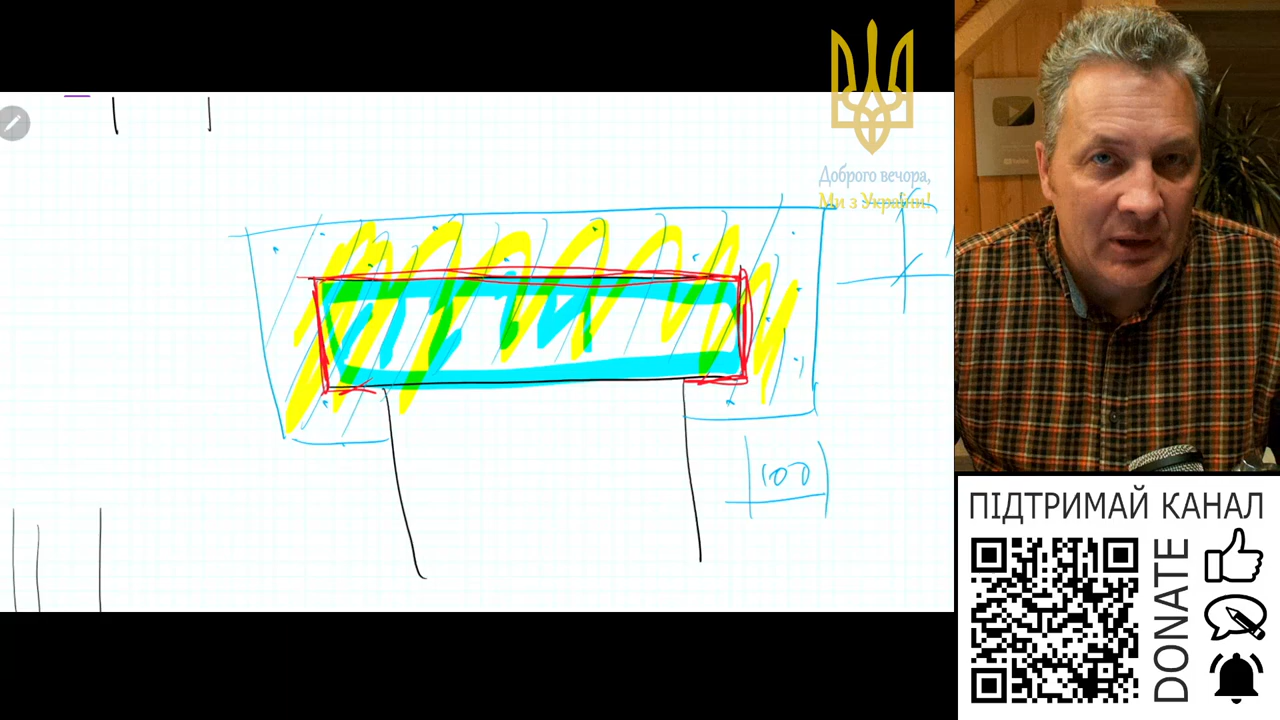 Доброго вечора,
Ми з України!
100
ПІДТРИМАЙ КАНАЛ
DONATE